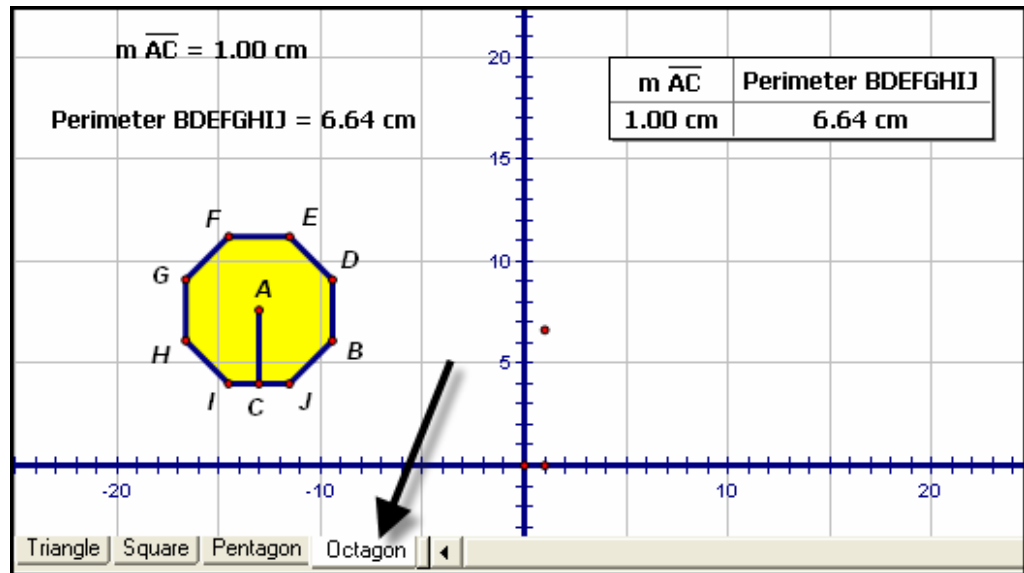 m AC = 1.00 cm
Perimeter BDEFGHIJ = 6.64 cm
m AC Perimeter BDEFGHIJ
1.00 cm 6.64 cm
20
15
10
5
F E
G D
A
H B
I C J
-20 -10 10 20
Triangle Square Pentagon Octagon